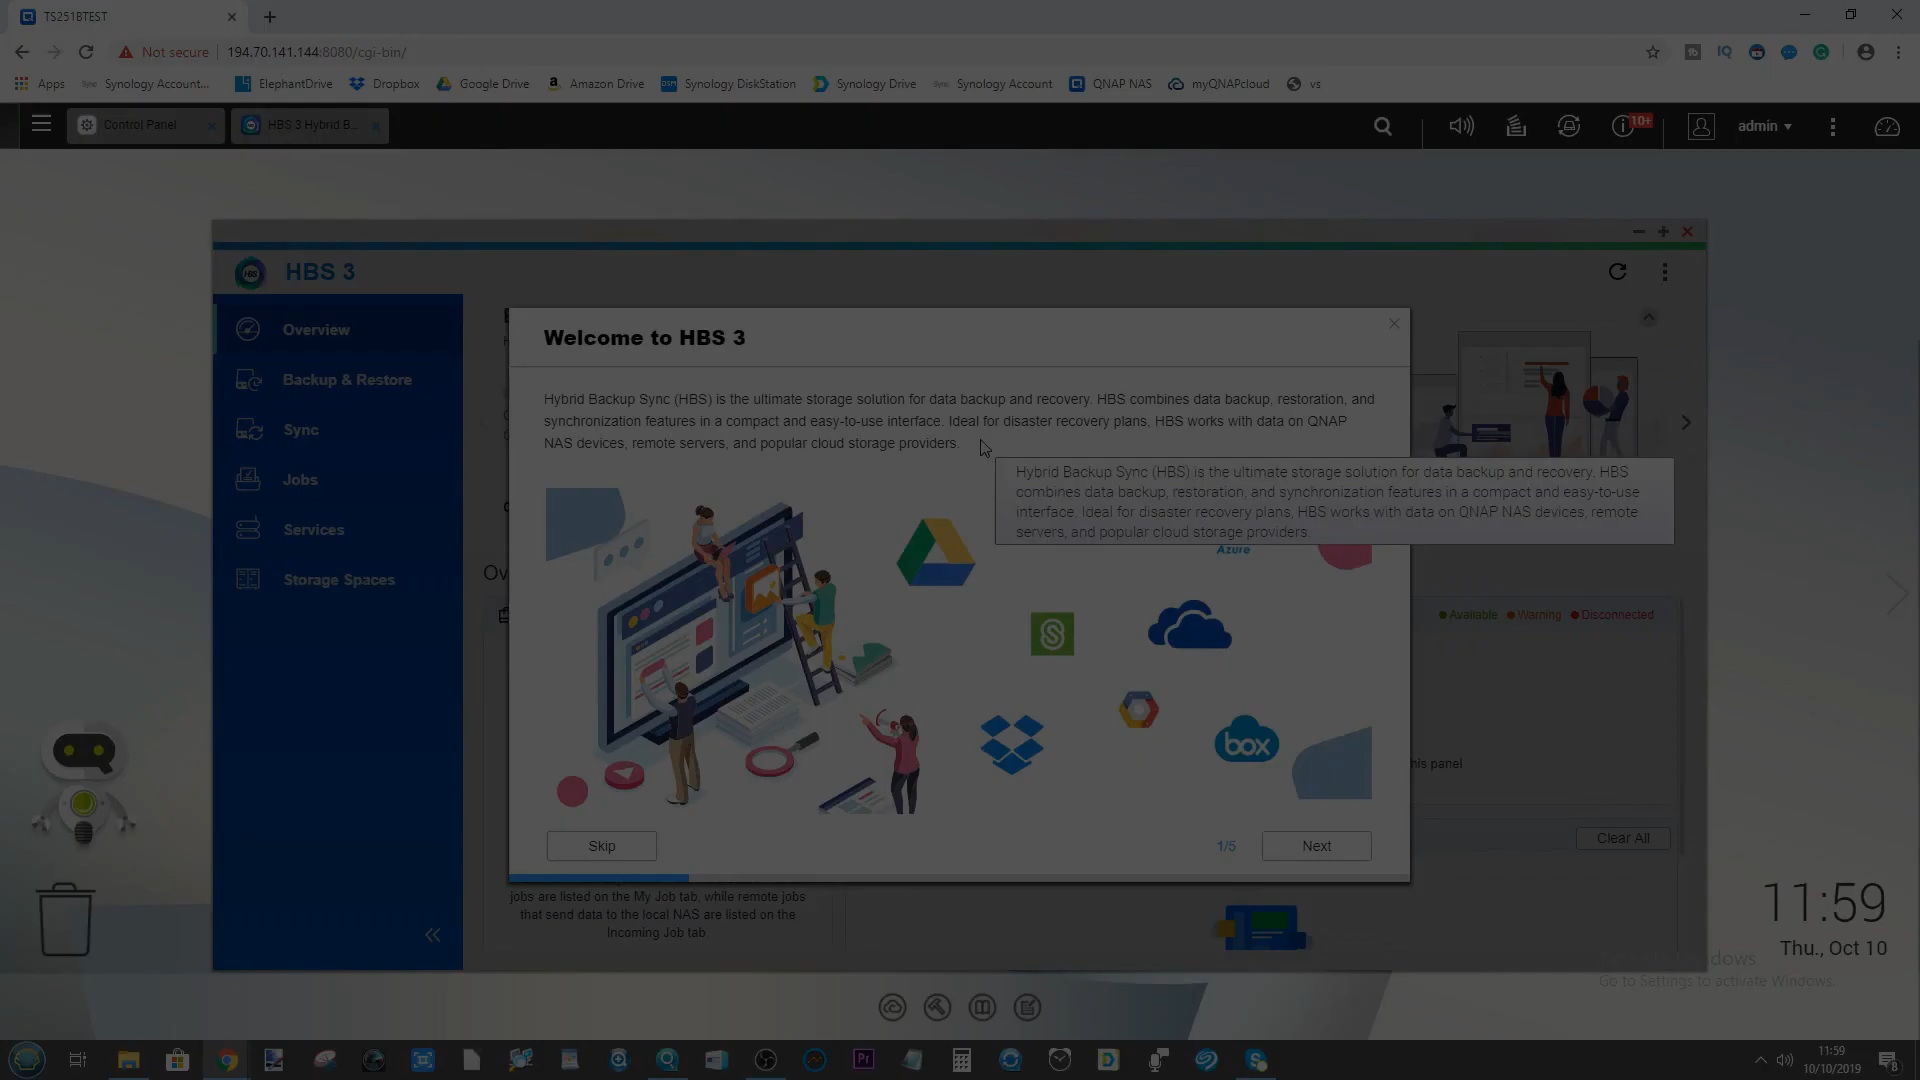 TS251BTEST
Not secure
194.70.141.144:8080/cgi-bin/
Apps
Synology Account...
ElephantDrive
Dropbox
Google Drive
Amazon Drive
Synology DiskStation
Synology Drive
Synology Account
QNAP NAS
myQNAPcloud
vs
Control Panel
HBS 3 Hybrid B...
10+
admin
HBS 3
Overview
Backup & Restore
Sync
Jobs
Services
Storage Spaces
Welcome to HBS 3
Hybrid Backup Sync (HBS) is the ultimate storage solution for data backup and recovery. HBS combines data backup, restoration, and
synchronization features in a compact and easy-to-use interface. Ideal for disaster recovery plans, HBS works with data on QNAP
NAS devices, remote servers, and popular cloud storage providers.
Hybrid Backup Sync (HBS) is the ultimate storage solution for data backup and recovery. HBS
combines data backup, restoration, and synchronization features in a compact and easy-to-use
interface. Ideal for disaster recovery plans, HBS works with data on QNAP NAS devices, remote
servers, and popular cloud storage providers.
Azure
box
Ov
Available
Warning
Disconnected
his panel
Clear All
Skip
1/5
Next
jobs are listed on the My Job tab, while remote jobs
that send data to the local NAS are listed on the
Incoming Job tab
11:59
Thu., Oct 10
dows
Go to Settings to activate Windows.
11:59
10/10/2019
8